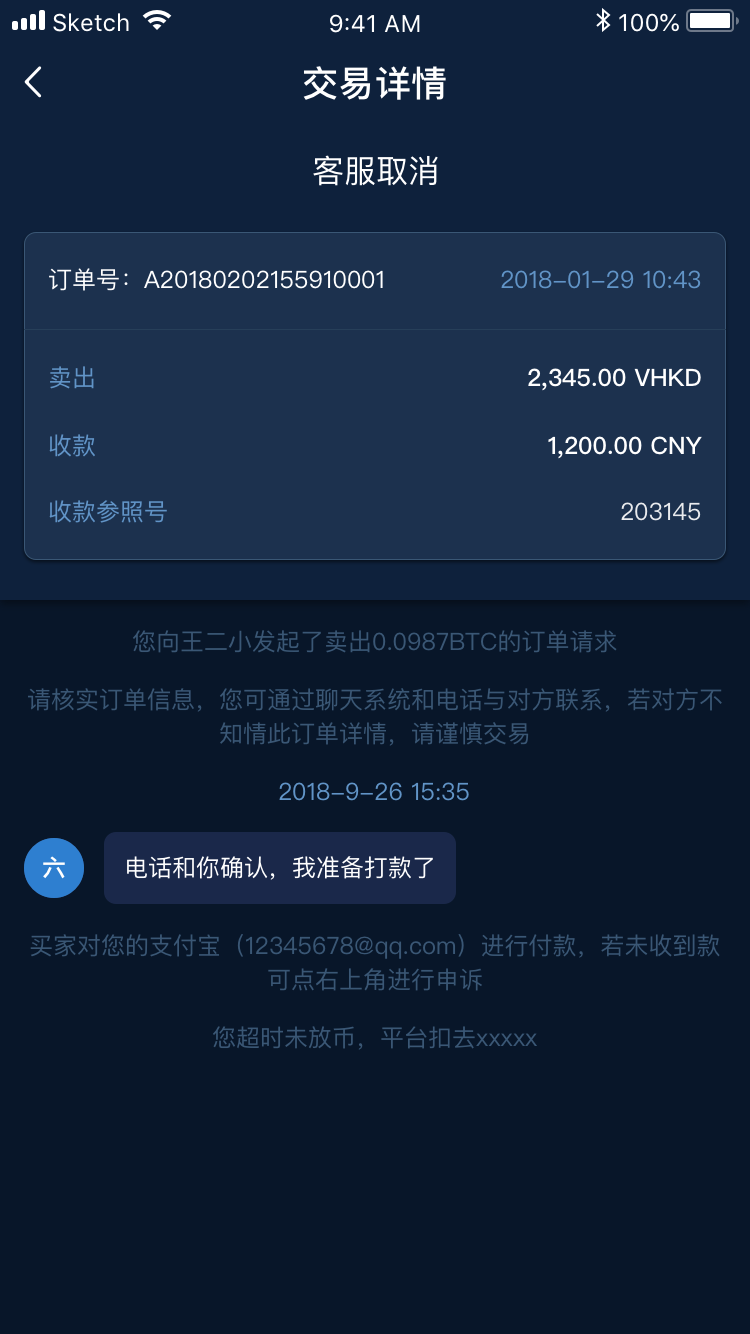 Sketch 9:41 AM 100%
交易详情
客服取消
订单号：A20180202155910001 2018-01-29 10:43
卖出 2,345.00 VHKD
收款 1,200.00 CNY
收款参照号 203145
您向王二小发起了卖出0.0987BTC的订单请求
请核实订单信息，您可通过聊天系统和电话与对方联系，若对方不
知情此订单详情，请谨慎交易
2018-9-26 15:35
六 电话和你确认，我准备打款了
买家对您的支付宝（12345678@qq.com）进行付款，若未收到款
可点右上角进行申诉
您超时未放币，平台扣去xxxxx